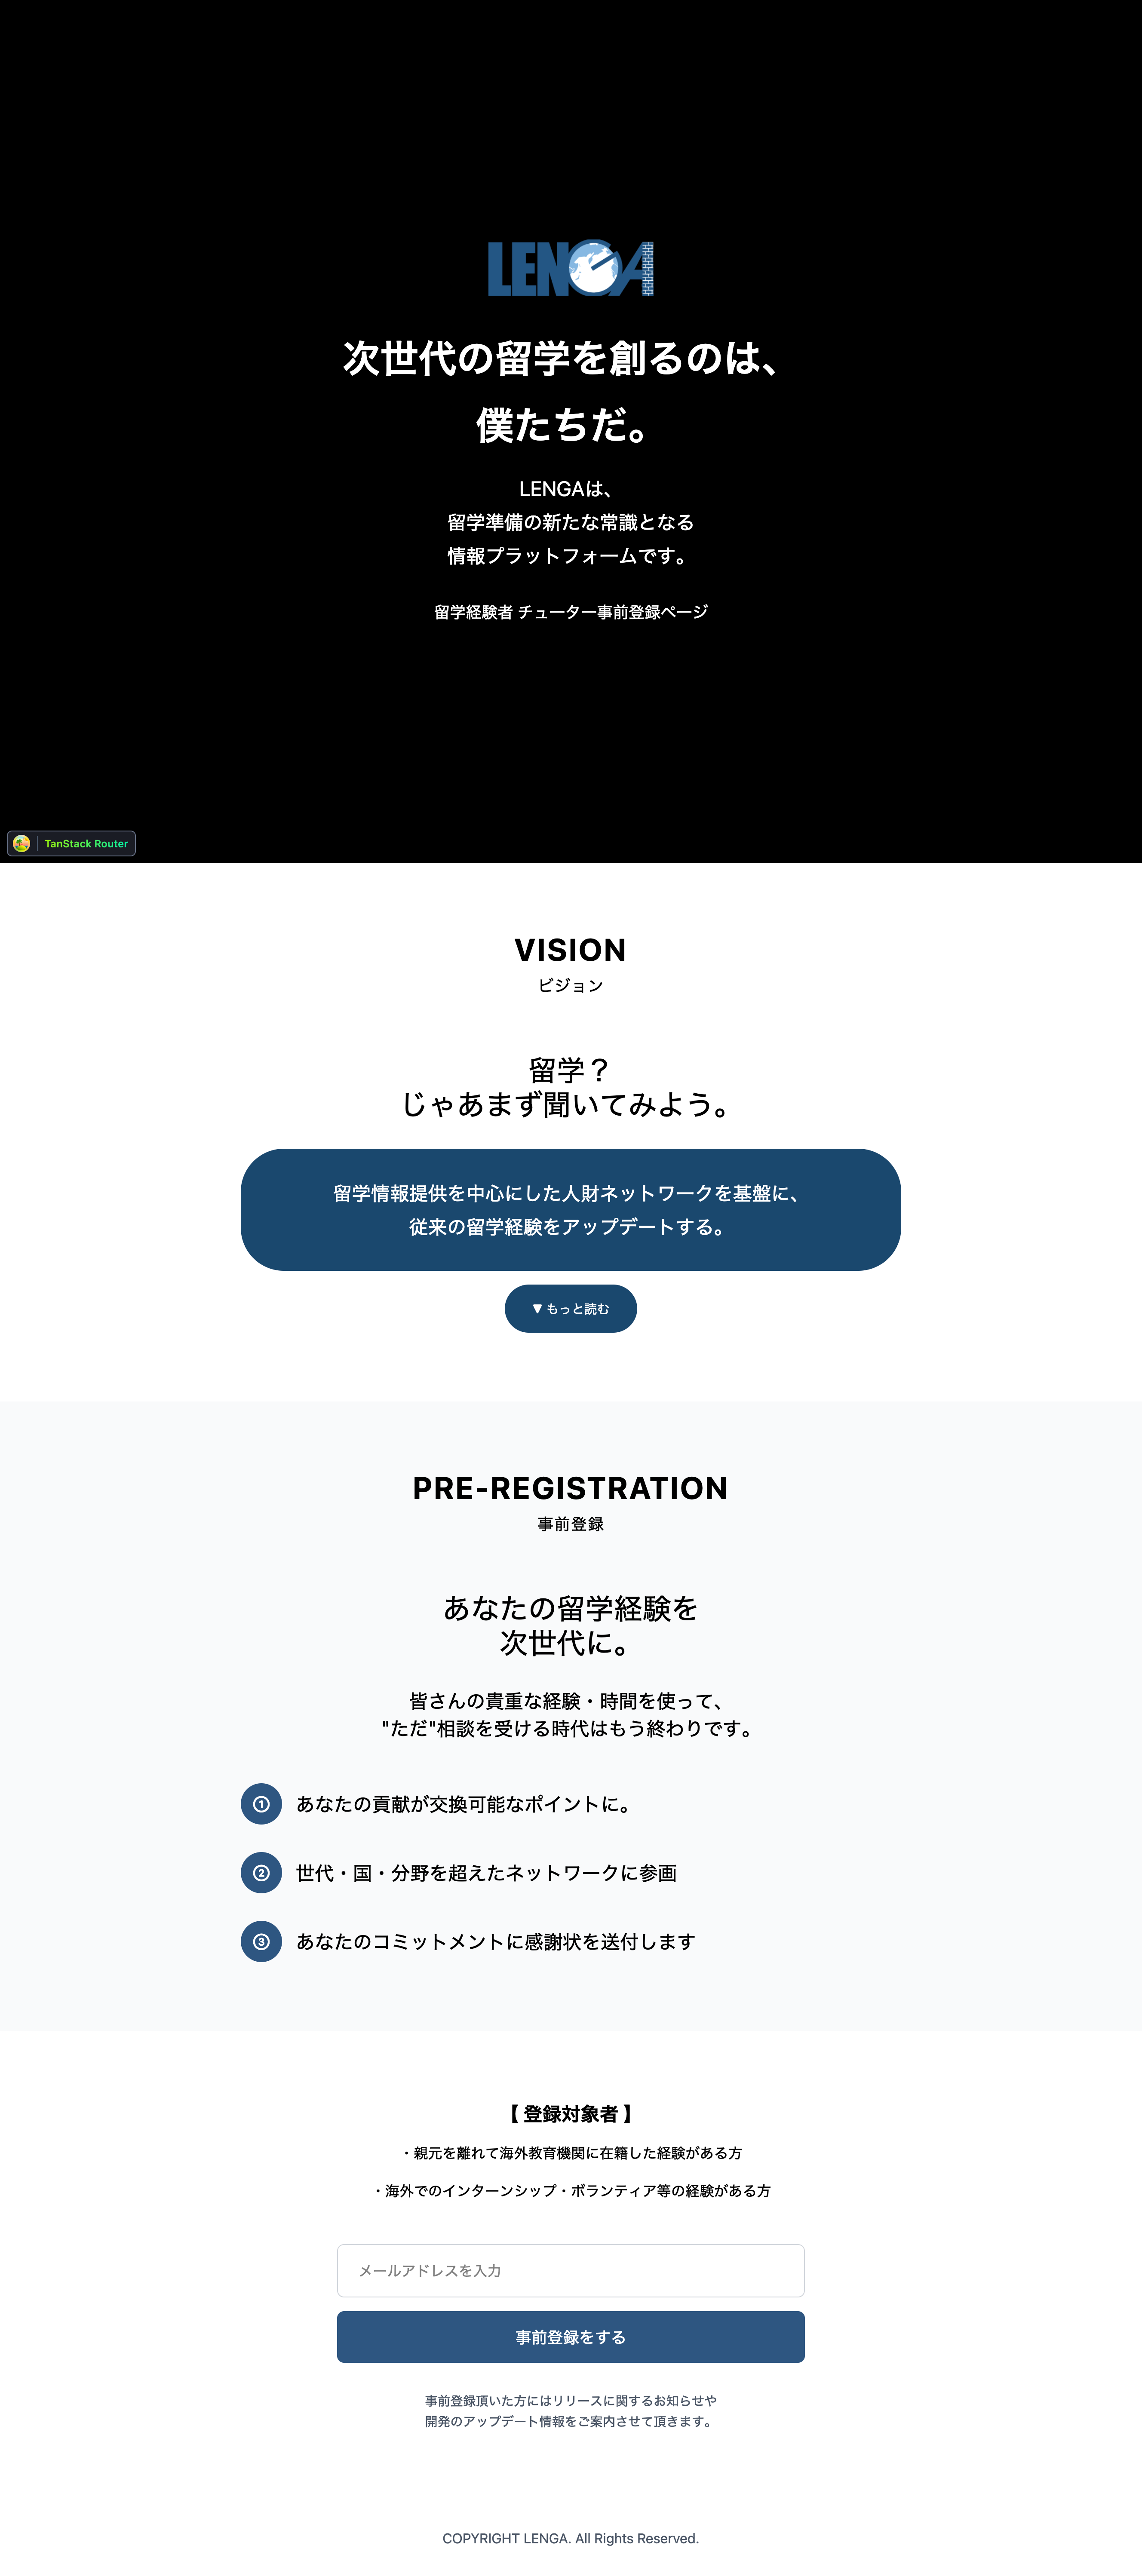 LENGA
次世代の留学を創るのは、
僕たちだ。
LENGAは、
留学準備の新たな常識となる
情報プラットフォームです。
留学経験者 チューター事前登録ページ
TanStack Router
VISION
ビジョン
留学？
じゃあまず聞いてみよう。
留学情報提供を中心にした人財ネットワークを基盤に、
従来の留学経験をアップデートする。
▼ もっと読む
PRE-REGISTRATION
事前登録
あなたの留学経験を
次世代に。
皆さんの貴重な経験・時間を使って、
"ただ"相談を受ける時代はもう終わりです。
① あなたの貢献が交換可能なポイントに。
② 世代・国・分野を超えたネットワークに参画
③ あなたのコミットメントに感謝状を送付します
【 登録対象者 】
・親元を離れて海外教育機関に在籍した経験がある方
・海外でのインターンシップ・ボランティア等の経験がある方
メールアドレスを入力
事前登録をする
事前登録頂いた方にはリリースに関するお知らせや
開発のアップデート情報をご案内させて頂きます。
COPYRIGHT LENGA. All Rights Reserved.